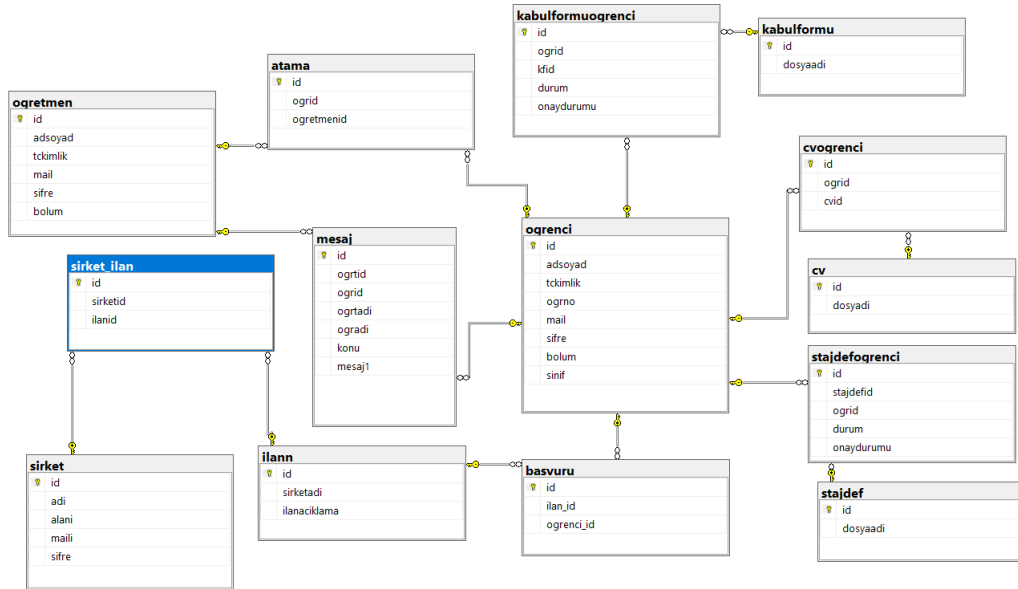 kabulformuogrenci
id
ogrid
kfid
durum
onaydurumu
kabulformu
id
dosyaadi
atama
id
ogrid
ogretmenid
ogretmen
id
adsoyad
tckimlik
mail
sifre
bolum
cvogrenci
id
ogrid
cvid
ogrenci
id
adsoyad
tckimlik
ogrno
mail
sifre
bolum
sinif
mesaj
id
ogrtid
ogrid
ogrtadi
ogradi
konu
mesaj1
sirket_ilan
id
sirketid
ilanid
cv
id
dosyadi
stajdefogrenci
id
stajdefid
ogrid
durum
onaydurumu
sirket
id
adi
alani
maili
sifre
ilann
id
sirketadi
ilanaciklama
basvuru
id
ilan_id
ogrenci_id
stajdef
id
dosyaadi